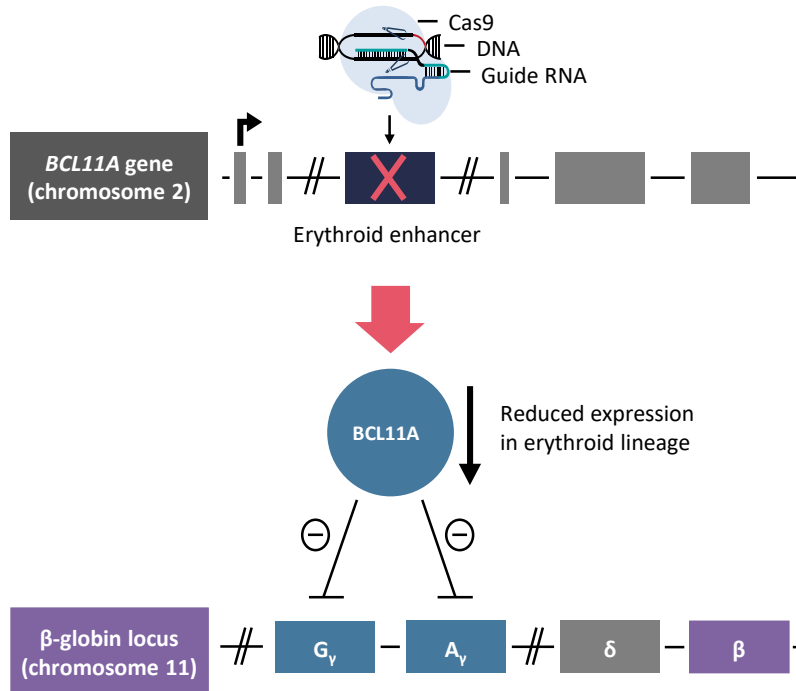 Cas9
DNA
Guide RNA
BCL11A gene
(chromosome 2)
Erythroid enhancer
BCL11A
Reduced expression
in erythroid lineage
β-globin locus
(chromosome 11)
Gγ
Aγ
δ
β